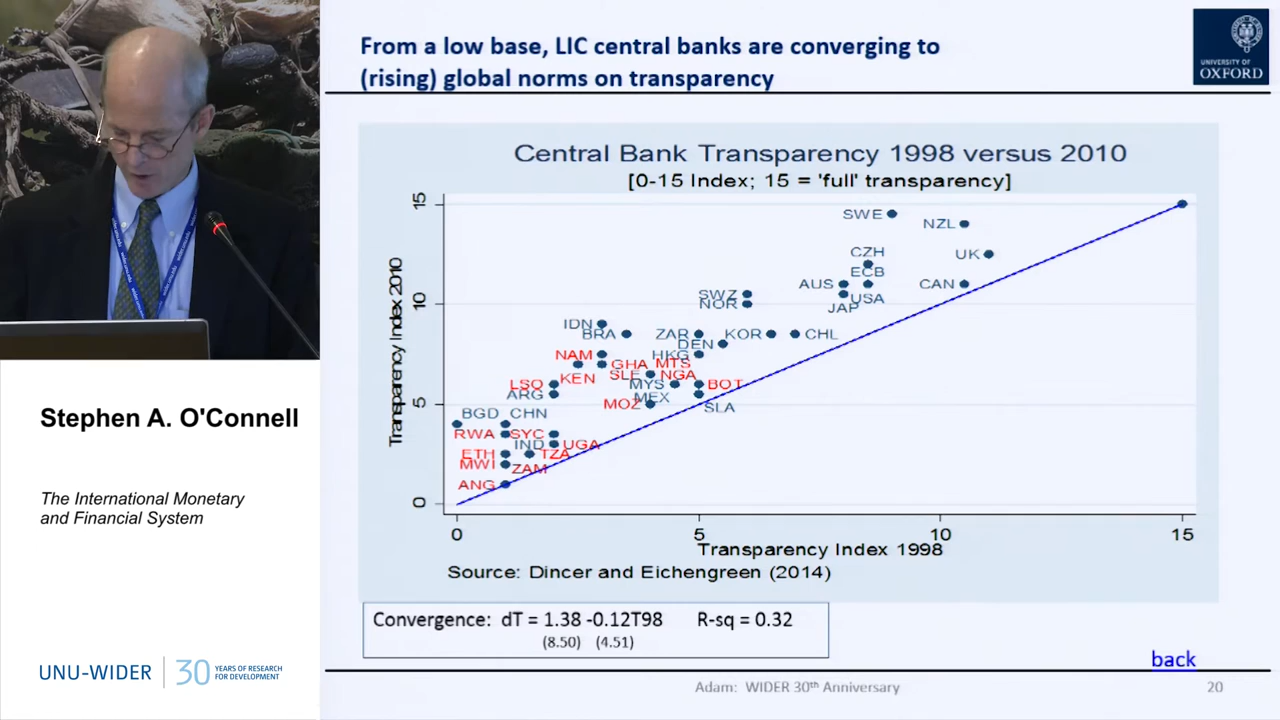 From a low base, LIC central banks are converging to
(rising) global norms on transparency
UNIVERSITY OF
OXFORD
Central Bank Transparency 1998 versus 2010
[0-15 Index; 15 = 'full' transparency]
Transparency Index 2010
15
10
5
0
SWE
NZL
CZH
UK
ECB
AUS
CAN
USA
JAP
SWZ
NOR
IDN
BRA
ZAR
KOR
CHL
DEN
NAM
HKG
GHA
MTS
KEN
SLE
NGA
LSO
MYS
BOT
ARG
MEX
MOZ
SLA
BGD
CHN
RWA
SYC
IND
UGA
ETH
TZA
MWI
ZAM
ANG
0
5
10
15
Transparency Index 1998
Source: Dincer and Eichengreen (2014)
Convergence: dT = 1.38 -0.12T98 R-sq = 0.32
(8.50) (4.51)
back
Adam: WIDER 30th Anniversary
20
Stephen A. O'Connell
The International Monetary
and Financial System
UNU-WIDER
30
YEARS OF RESEARCH
FOR DEVELOPMENT